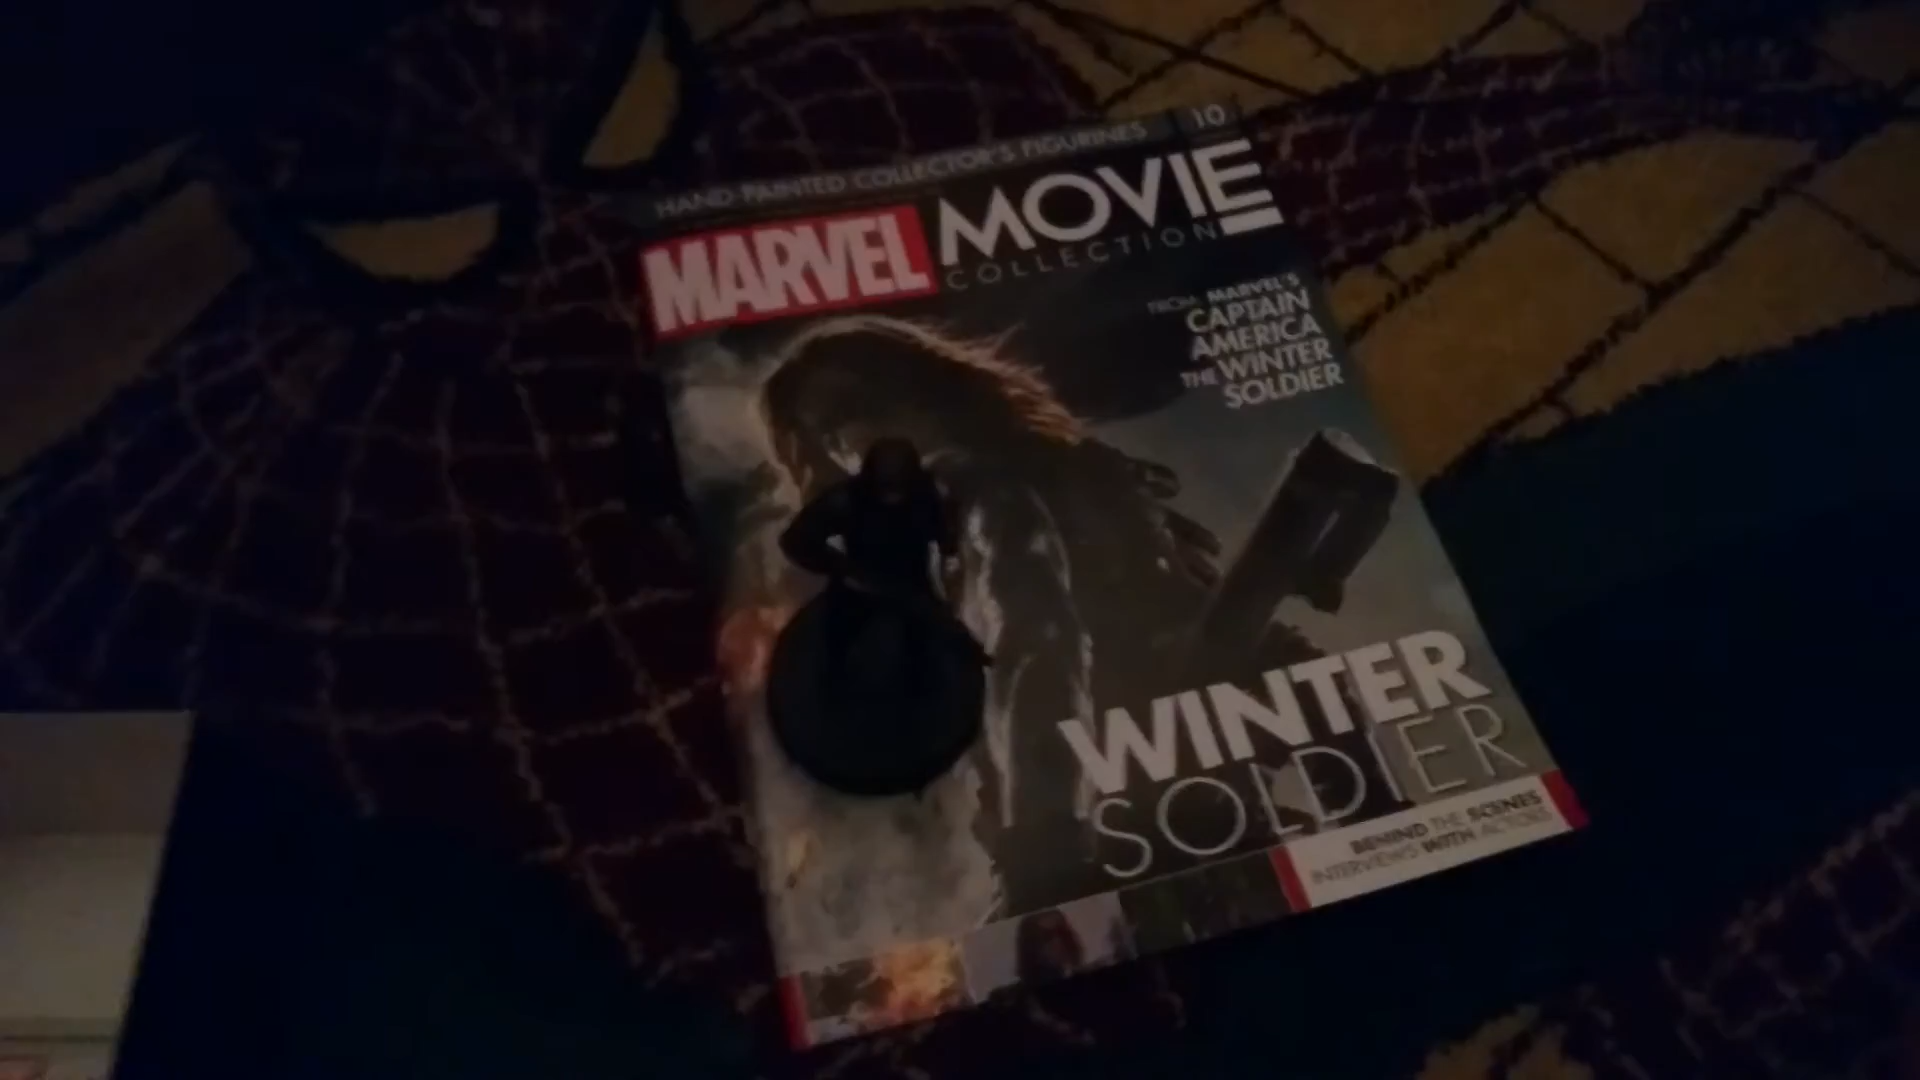 HAND PAINTED COLLECTOR'S FIGURINES 10
MARVEL MOVIE
COLLECTION
FROM MARVEL'S
CAPTAIN
AMERICA
THE WINTER
SOLDIER
WINTER
SOLDIER
BEHIND THE SCENES
INTERVIEWS WITH ACTORS